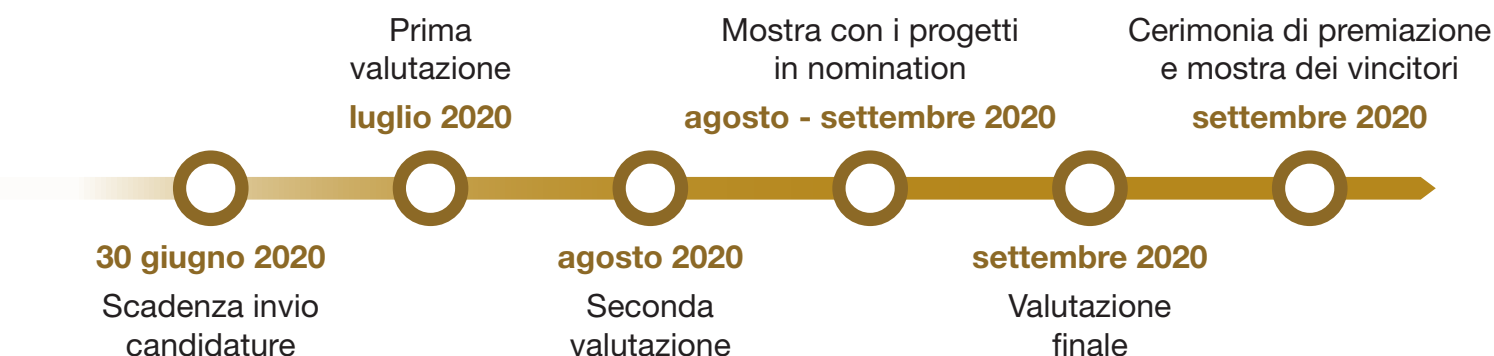 Prima
valutazione
luglio 2020
Mostra con i progetti
in nomination
agosto - settembre 2020
Cerimonia di premiazione
e mostra dei vincitori
settembre 2020
30 giugno 2020
Scadenza invio
candidature
agosto 2020
Seconda
valutazione
settembre 2020
Valutazione
finale